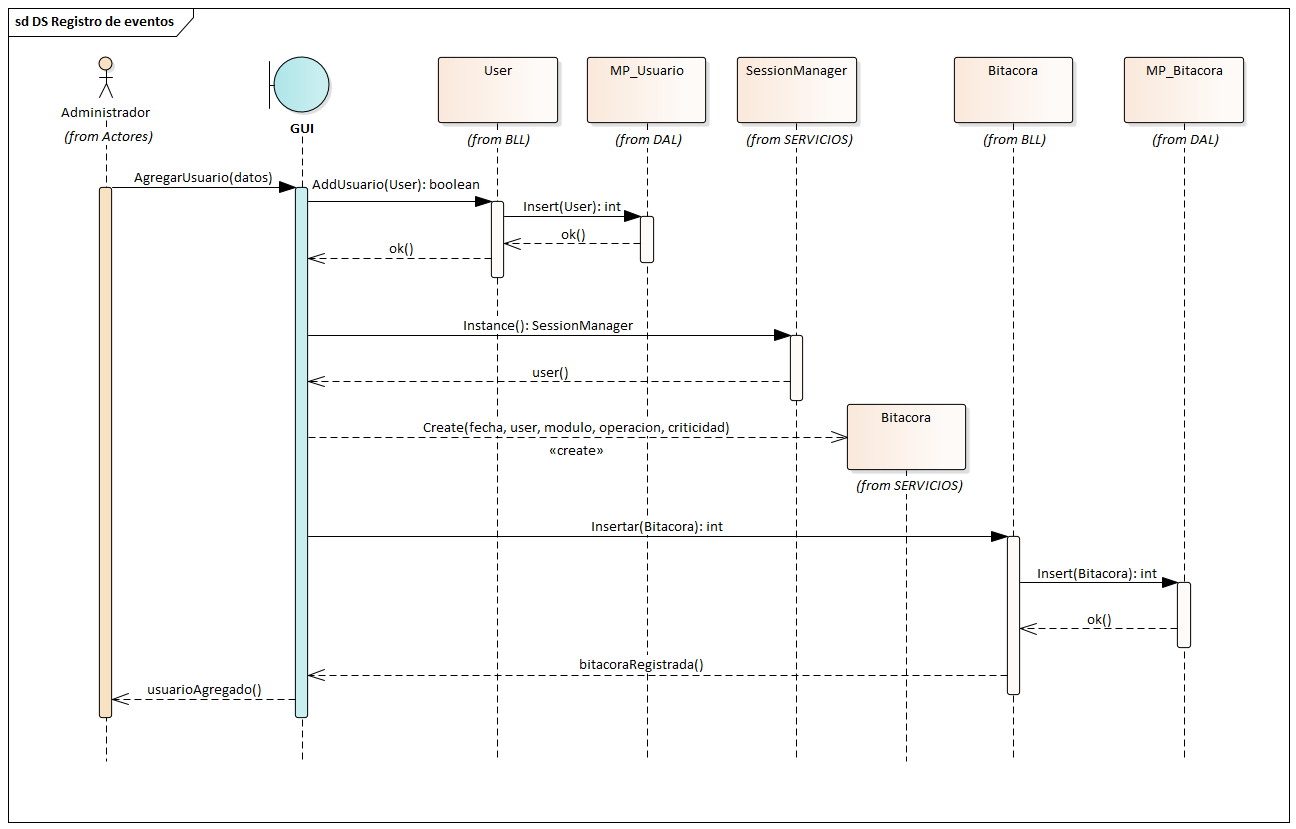 sd DS Registro de eventos
Administrador
(from Actores)
GUI
User
(from BLL)
MP_Usuario
(from DAL)
SessionManager
(from SERVICIOS)
Bitacora
(from BLL)
MP_Bitacora
(from DAL)
AgregarUsuario(datos)
AddUsuario(User): boolean
Insert(User): int
ok()
ok()
Instance(): SessionManager
user()
Bitacora
(from SERVICIOS)
Create(fecha, user, modulo, operacion, criticidad)
«create»
Insertar(Bitacora): int
Insert(Bitacora): int
ok()
bitacoraRegistrada()
usuarioAgregado()